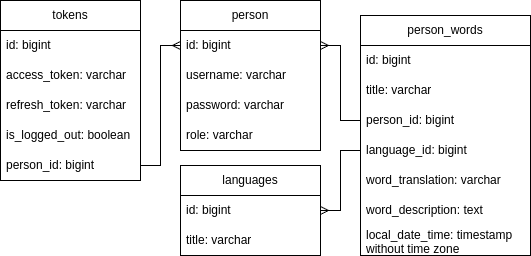 tokens
id: bigint
access_token: varchar
refresh_token: varchar
is_logged_out: boolean
person_id: bigint
person
id: bigint
username: varchar
password: varchar
role: varchar
languages
id: bigint
title: varchar
person_words
id: bigint
title: varchar
person_id: bigint
language_id: bigint
word_translation: varchar
word_description: text
local_date_time: timestamp
without time zone